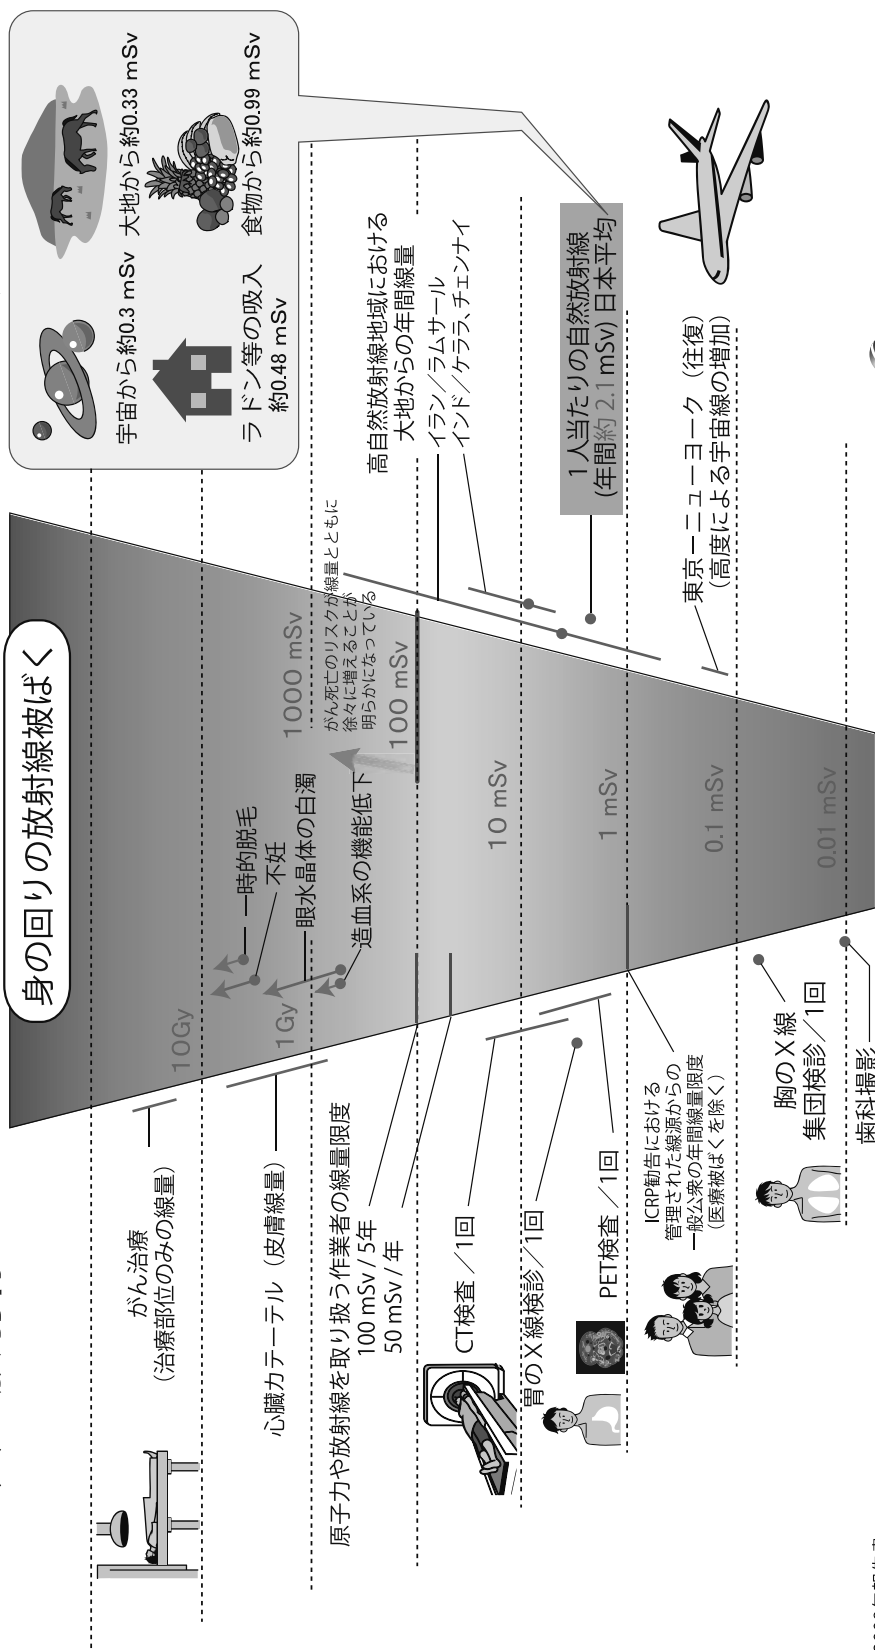 身の回りの放射線被ばく
がん治療
(治療部位のみの線量)
心臓カテーテル(皮膚線量)
原子力や放射線を取り扱う作業者の線量限度
100 mSv / 5年
50 mSv / 年
CT検査/1回
胃のX線検診/1回
PET検査/1回
ICRP勧告における
管理された線源からの
一般公衆の年間線量限度
(医療被ばくを除く)
胸のX線
集団検診/1回
歯科撮影
10Gy
1Gy
一時的脱毛
不妊
眼水晶体の白濁
造血系の機能低下
1000 mSv
がん死亡のリスクが線量とともに
徐々に増えることが
明らかになっている
100 mSv
10 mSv
1 mSv
0.1 mSv
0.01 mSv
宇宙から約0.3 mSv
大地から約0.33 mSv
ラドン等の吸入
約0.48 mSv
食物から約0.99 mSv
高自然放射線地域における
大地からの年間線量
イラン/ラムサール
インド/ケララ、チェンナイ
1人当たりの自然放射線
(年間約 2.1 mSv) 日本平均
東京ーニューヨーク(往復)
(高度による宇宙線の増加)